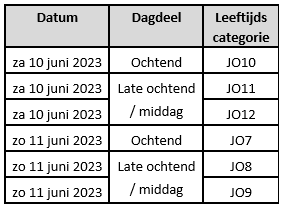 Datum Dagdeel Leeftijds
categorie
za 10 juni 2023 Ochtend JO10
za 10 juni 2023 Late ochtend JO11
za 10 juni 2023 / middag JO12
zo 11 juni 2023 Ochtend JO7
zo 11 juni 2023 Late ochtend JO8
zo 11 juni 2023 / middag JO9